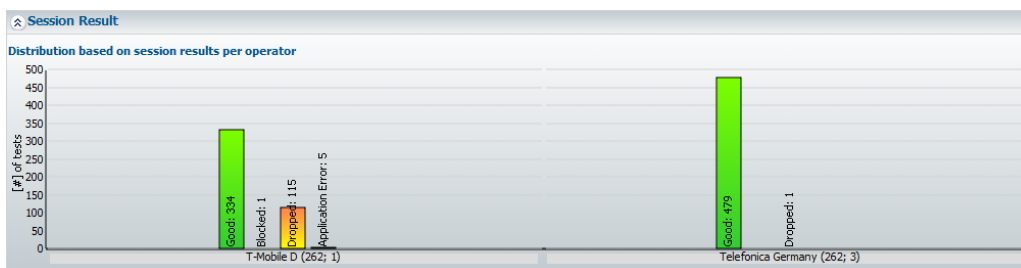 Session Result
Distribution based on session results per operator
[#] of tests
500
450
400
350
300
250
200
150
100
50
0
Good: 334
Blocked: 1
Dropped: 115
Application Error: 5
T-Mobile D (262; 1)
Good: 479
Dropped: 1
Telefonica Germany (262; 3)